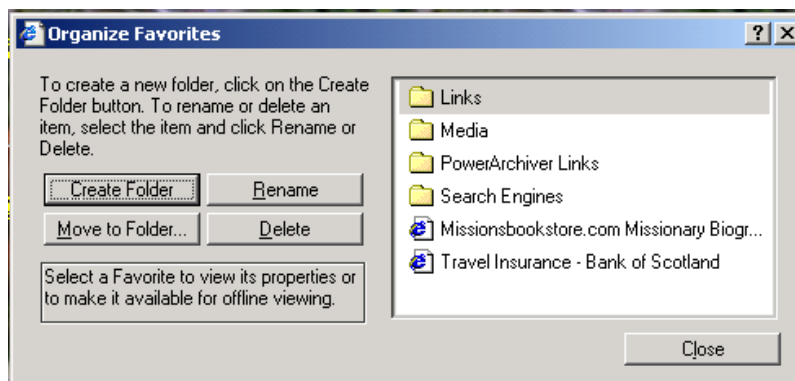 Organize Favorites
To create a new folder, click on the Create
Folder button. To rename or delete an
item, select the item and click Rename or
Delete.
Create Folder
Rename
Move to Folder...
Delete
Select a Favorite to view its properties or
to make it available for offline viewing.
Links
Media
PowerArchiver Links
Search Engines
Missionsbookstore.com Missionary Biogr...
Travel Insurance - Bank of Scotland
Close